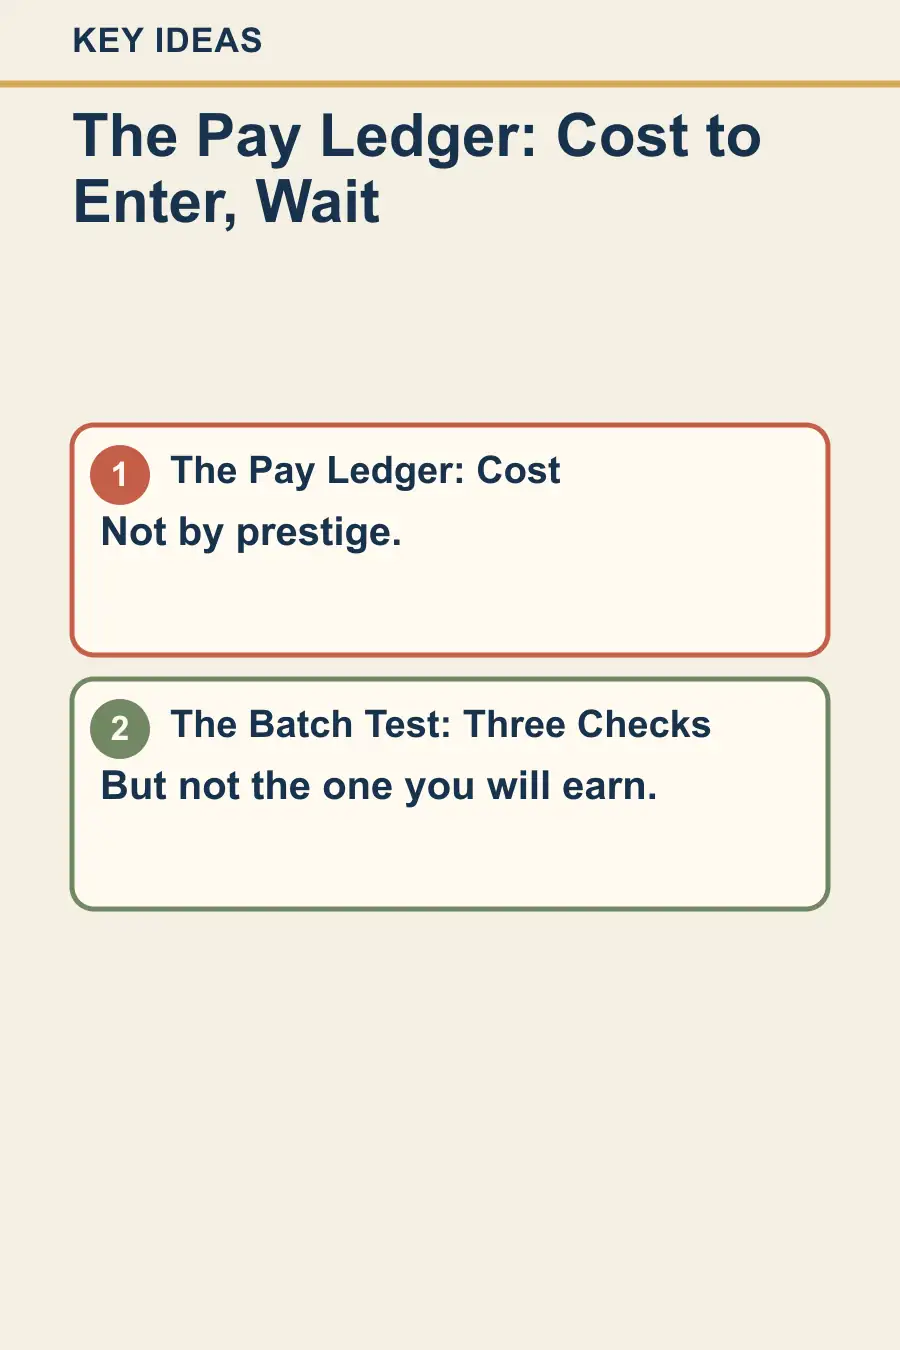 KEY IDEAS
The Pay Ledger: Cost to
Enter, Wait
1 The Pay Ledger: Cost
Not by prestige.
2 The Batch Test: Three Checks
But not the one you will earn.